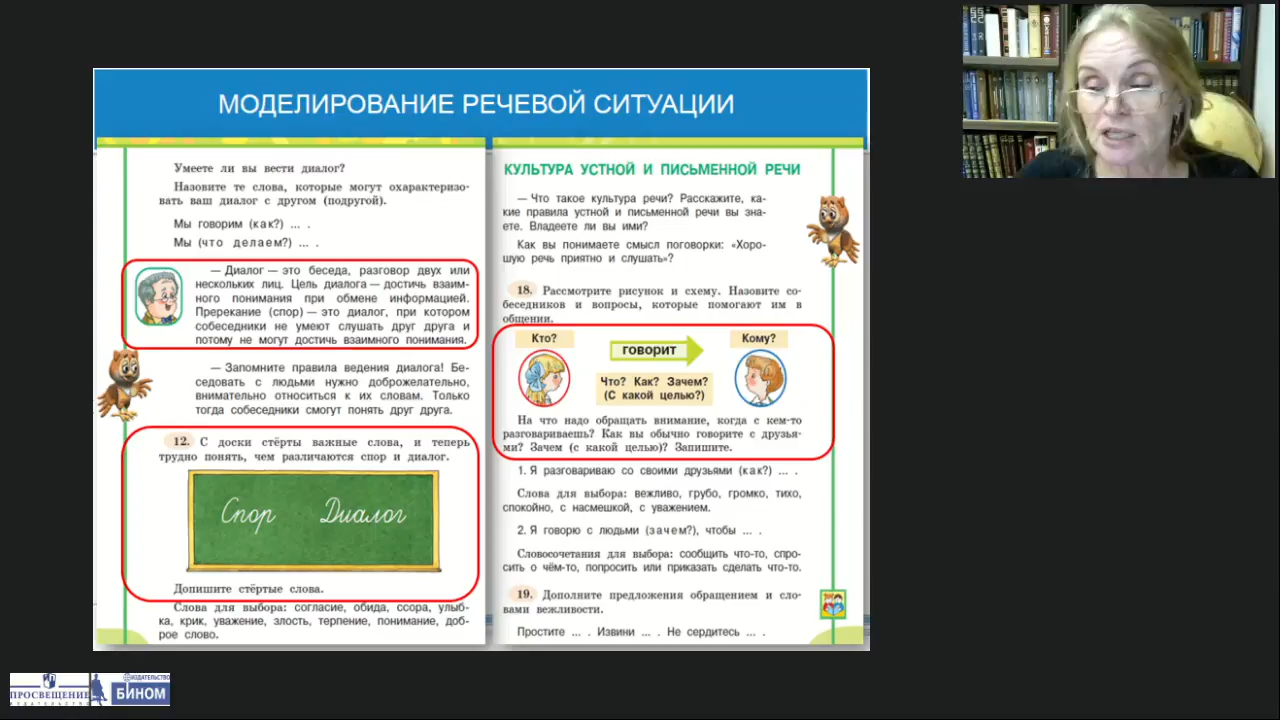 МОДЕЛИРОВАНИЕ РЕЧЕВОЙ СИТУАЦИИ
Умеете ли вы вести диалог?
Назовите те слова, которые могут охарактеризо-
вать ваш диалог с другом (подругой).
Мы говорим (как?) ... .
Мы (что делаем?) ... .
— Диалог — это беседа, разговор двух или
нескольких лиц. Цель диалога — достичь взаим-
ного понимания при обмене информацией.
Пререкание (спор) — это диалог, при котором
собеседники не умеют слушать друг друга и
потому не могут достичь взаимного понимания.
— Запомните правила ведения диалога! Бе-
седовать с людьми нужно доброжелательно,
внимательно относиться к их словам. Только
тогда собеседники смогут понять друг друга.
12. С доски стёрты важные слова, и теперь
трудно понять, чем различаются спор и диалог.
Спор Диалог
Допишите стёртые слова.
Слова для выбора: согласие, обида, ссора, улыб-
ка, крик, уважение, злость, терпение, понимание, доб-
рое слово.
КУЛЬТУРА УСТНОЙ И ПИСЬМЕННОЙ РЕЧИ
— Что такое культура речи? Расскажите, ка-
кие правила устной и письменной речи вы зна-
ете. Владеете ли вы ими?
Как вы понимаете смысл поговорки: «Хоро-
шую речь приятно и слушать»?
18. Рассмотрите рисунок и схему. Назовите со-
беседников и вопросы, которые помогают им в
общении.
Кто?
говорит
Кому?
Что? Как? Зачем?
(С какой целью?)
На что надо обращать внимание, когда с кем-то
разговариваешь? Как вы обычно говорите с друзья-
ми? Зачем (с какой целью)? Запишите.
1. Я разговариваю со своими друзьями (как?) ... .
Слова для выбора: вежливо, грубо, громко, тихо,
спокойно, с насмешкой, с уважением.
2. Я говорю с людьми (зачем?), чтобы ... .
Словосочетания для выбора: сообщить что-то, спро-
сить о чём-то, попросить или приказать сделать что-то.
19. Дополните предложения обращением и сло-
вами вежливости.
Простите ... . Извини ... . Не сердитесь ... .
ПРОСВЕЩЕНИЕ
ИЗДАТЕЛЬСТВО
ИЗДАТЕЛЬСТВО
БИНОМ